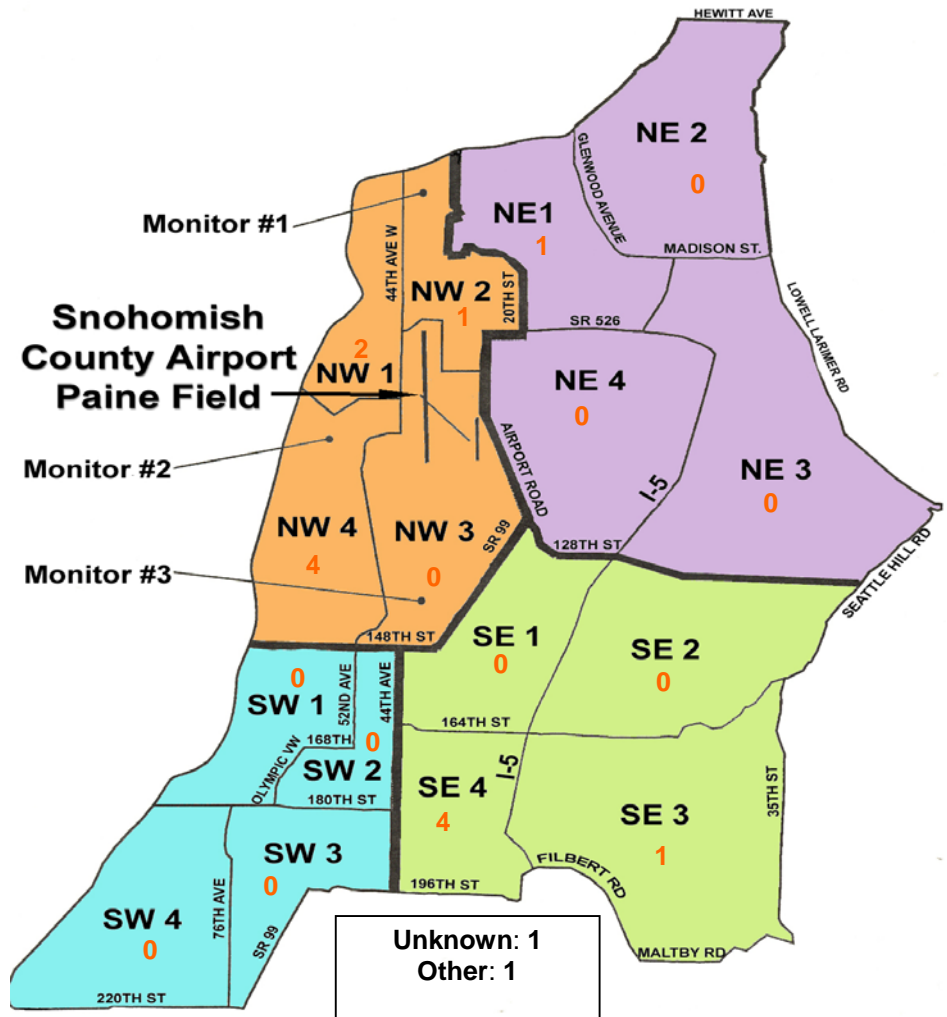 HEWITT AVE
NE 2
0
GLENWOOD AVENUE
MADISON ST.
NE1
1
Monitor #1
44TH AVE W
NW 2
1
20TH ST
LOWELL LARIMER RD
Snohomish
County Airport
Paine Field
2
NW 1
SR 526
NE 4
0
AIRPORT ROAD
I-5
NE 3
0
Monitor #2
NW 4
4
NW 3
0
SR 99
128TH ST
SEATTLE HILL RD
Monitor #3
148TH ST
SE 1
0
SE 2
0
0
SW 1
52ND AVE
44TH AVE
168TH
0
SW 2
OLYMPIC VW
180TH ST
164TH ST
I-5
SE 4
4
SE 3
1
35TH ST
SW 3
0
76TH AVE
SR 99
SW 4
0
220TH ST
196TH ST
FILBERT RD
MALTBY RD
Unknown: 1
Other: 1